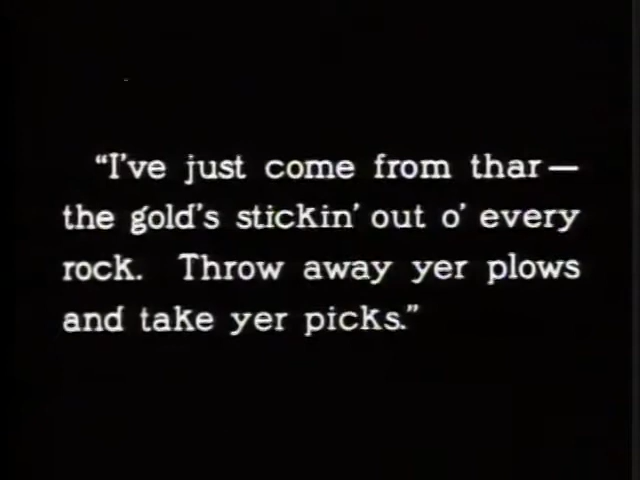 “I’ve just come from thar—
the gold’s stickin’ out o’ every
rock. Throw away yer plows
and take yer picks.”